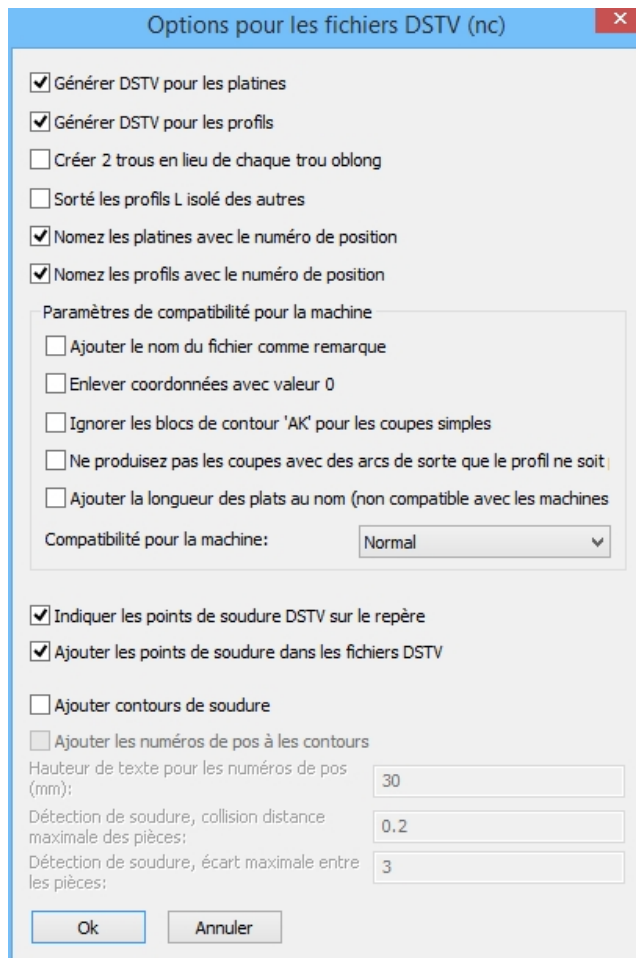 Options pour les fichiers DSTV (nc)
Générer DSTV pour les platines
Générer DSTV pour les profils
Créer 2 trous en lieu de chaque trou oblong
Sorté les profils L isolé des autres
Nomez les platines avec le numéro de position
Nomez les profils avec le numéro de position
Paramètres de compatibilité pour la machine
Ajouter le nom du fichier comme remarque
Enlever coordonnées avec valeur 0
Ignorer les blocs de contour 'AK' pour les coupes simples
Ne produisez pas les coupes avec des arcs de sorte que le profil ne soit
Ajouter la longueur des plats au nom (non compatible avec les machines
Compatibilité pour la machine:
Normal
Indiquer les points de soudure DSTV sur le repère
Ajouter les points de soudure dans les fichiers DSTV
Ajouter contours de soudure
Ajouter les numéros de pos à les contours
Hauteur de texte pour les numéros de pos
(mm):
30
Détection de soudure, collision distance
maximale des pièces:
0.2
Détection de soudure, écart maximale entre
les pièces:
3
Ok
Annuler